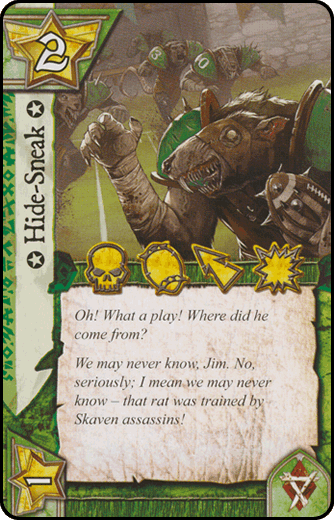 2
✪ Hide-Sneak ✪
Oh! What a play! Where did he
come from?
We may never know, Jim. No,
seriously; I mean we may never
know – that rat was trained by
Skaven assassins!
1